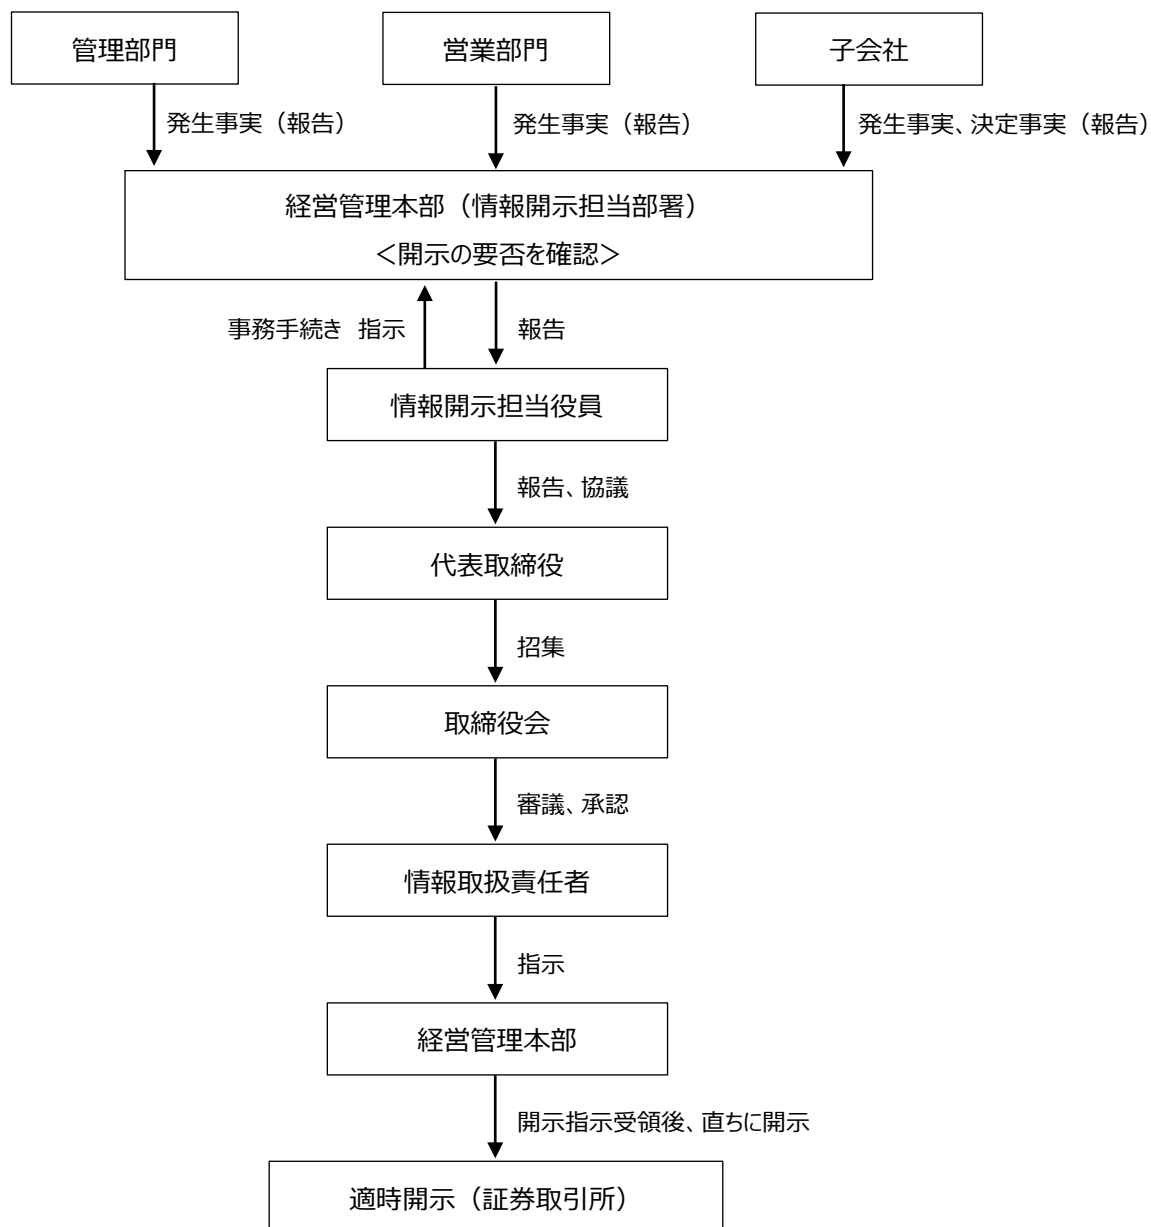 管理部門
営業部門
子会社
発生事実（報告）
発生事実（報告）
発生事実、決定事実（報告）
経営管理本部（情報開示担当部署）
＜開示の要否を確認＞
事務手続き　指示
報告
情報開示担当役員
報告、協議
代表取締役
招集
取締役会
審議、承認
情報取扱責任者
指示
経営管理本部
開示指示受領後、直ちに開示
適時開示（証券取引所）